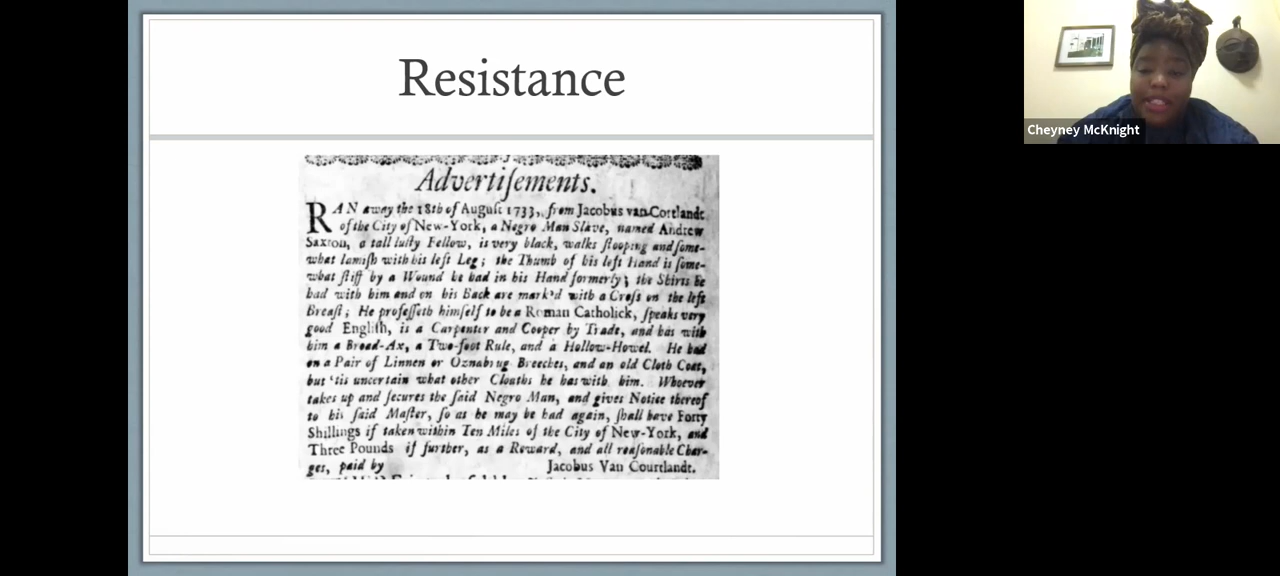 Resistance
Advertiſements.
RAN away the 18th of Auguſt 1733, from Jacobus van Cortlandt
of the City of New-York, a Negro Man Slave, named Andrew
Saxton, a tall luſty Fellow, is very black, walks ſlooping and ſome-
what lamiſh with his left Leg; the Thumb of his left Hand is ſome-
what ſtiff by a Wound he had in his Hand formerly; the Shirts he
had with him and on his Back are mark'd with a Croſs on the left
Breaſt; He profeſſeth himſelf to be a Roman Catholick, ſpeaks very
good Engliſh, is a Carpenter and Cooper by Trade, and has with
him a Broad-Ax, a Two-foot Rule, and a Hollow-Howel. He had
on a Pair of Linnen or Oznabrug Breeches, and an old Cloth Coat,
but 'tis uncertain what other Cloaths he has with him. Whoever
takes up and ſecures the ſaid Negro Man, and gives Notice thereof
to his ſaid Maſter, ſo as he may be had again, ſhall have Forty
Shillings if taken within Ten Miles of the City of New-York, and
Three Pounds if further, as a Reward, and all reaſonable Char-
ges, paid by Jacobus Van Courtlandt.
Cheyney McKnight